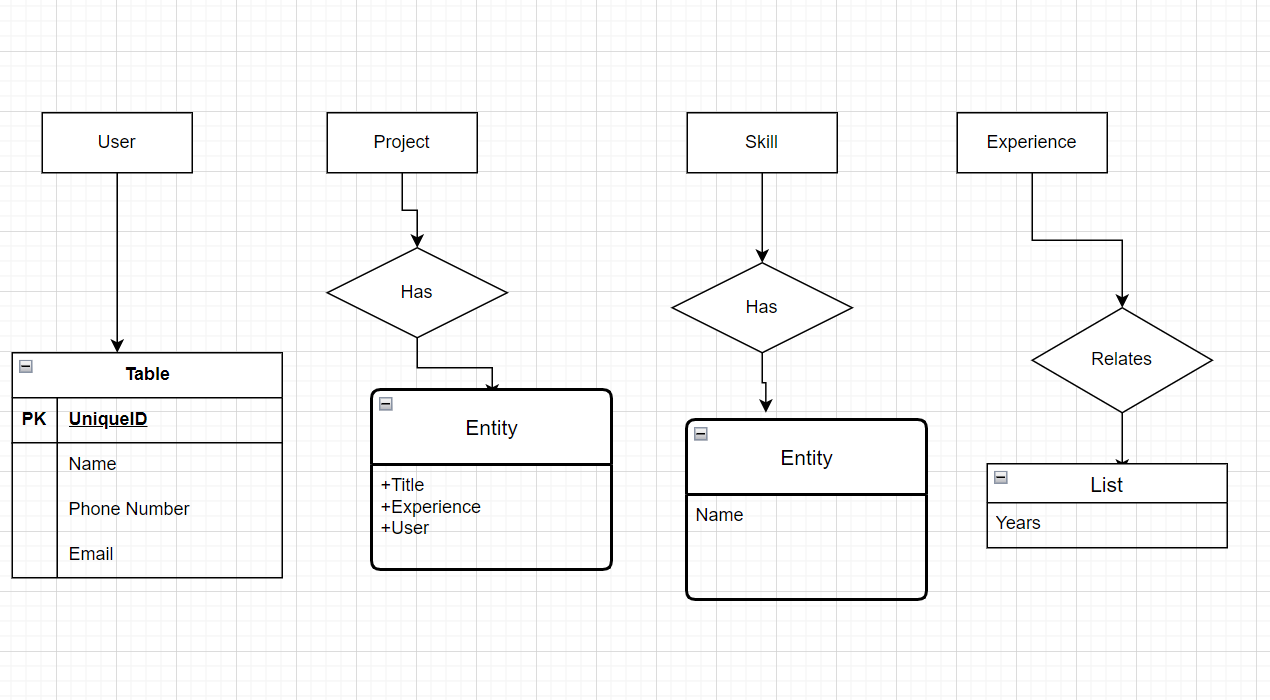 User
Project
Skill
Experience
Has
Has
Relates
Table
PK UniqueID
Name
Phone Number
Email
Entity
+Title
+Experience
+User
Entity
Name
List
Years